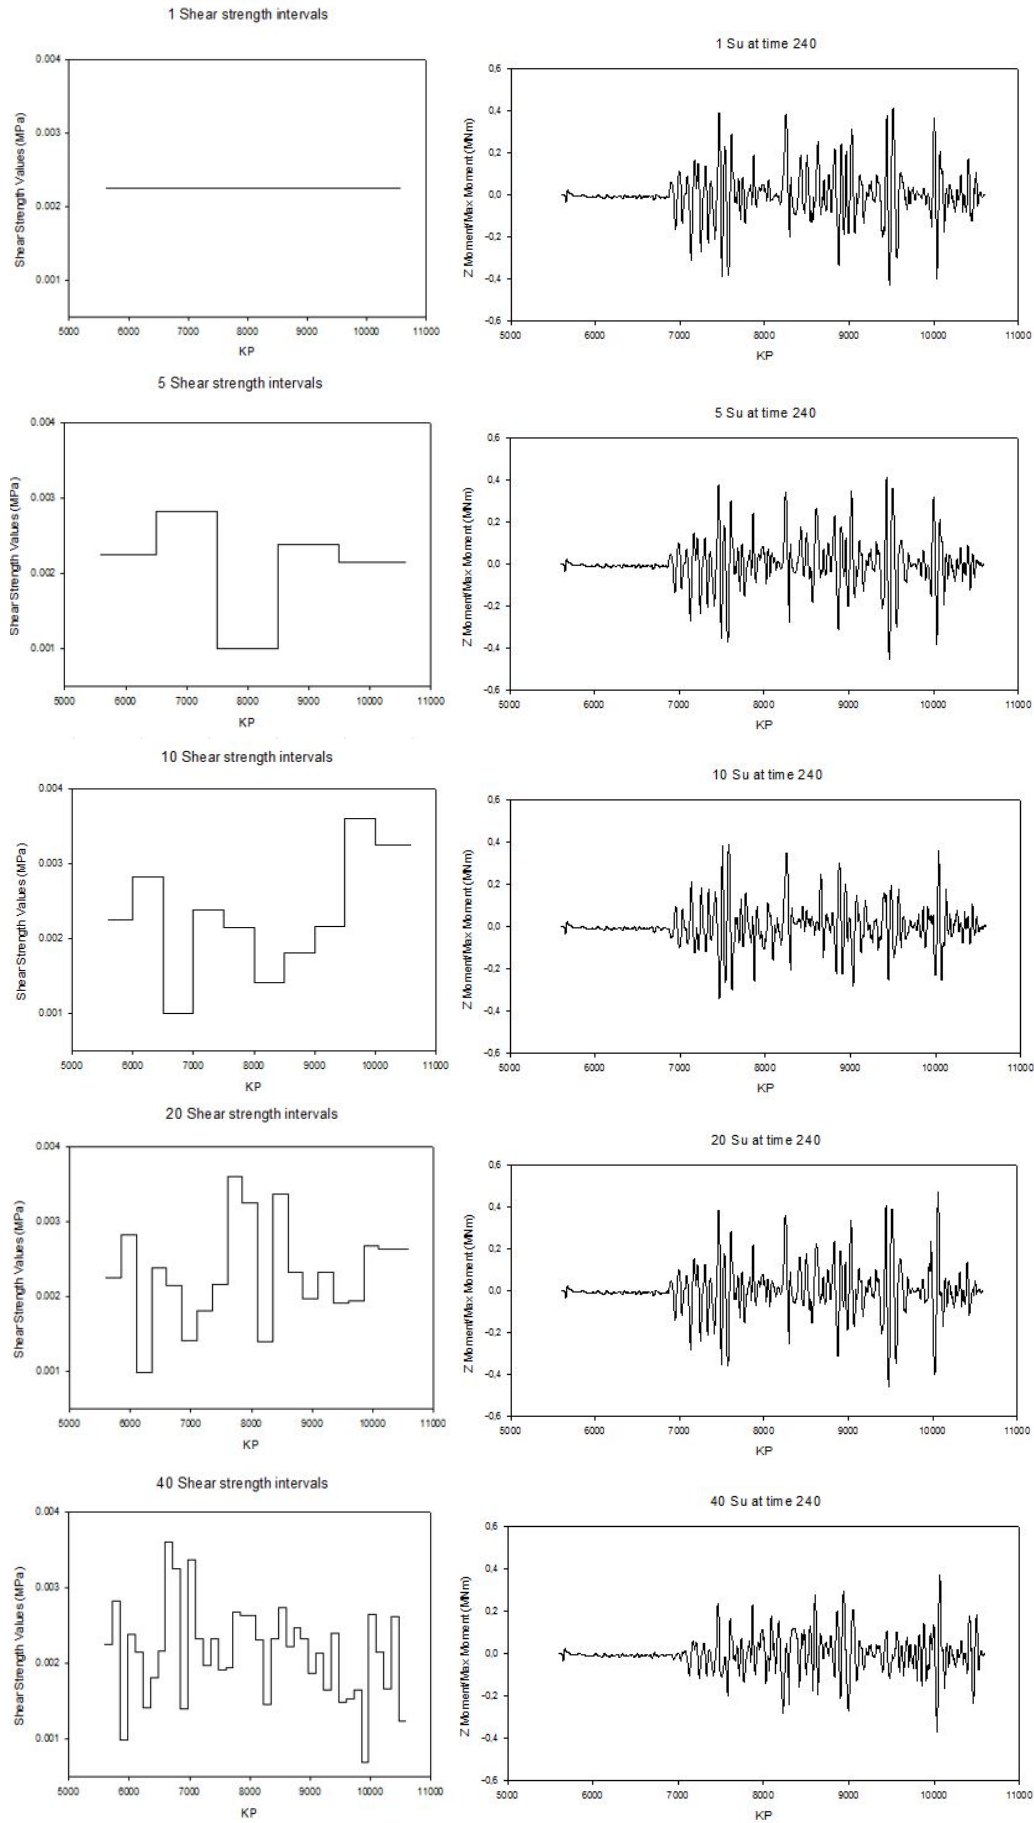 1 Shear strength intervals
0.004
0.003
0.002
0.001
Shear Strength Values (MPa)
5000 6000 7000 8000 9000 10000 11000
KP
1 Su at time 240
0,6
0,4
0,2
0,0
-0,2
-0,4
-0,6
Z Moment/Max Moment (MNm)
5000 6000 7000 8000 9000 10000 11000
KP
5 Shear strength intervals
0.004
0.003
0.002
0.001
Shear Strength Values (MPa)
5000 6000 7000 8000 9000 10000 11000
KP
5 Su at time 240
0,6
0,4
0,2
0,0
-0,2
-0,4
-0,6
Z Moment/Max Moment (MNm)
5000 6000 7000 8000 9000 10000 11000
KP
10 Shear strength intervals
0.004
0.003
0.002
0.001
Shear Strength Values (MPa)
5000 6000 7000 8000 9000 10000 11000
KP
10 Su at time 240
0,6
0,4
0,2
0,0
-0,2
-0,4
-0,6
Z Moment/Max Moment (MNm)
5000 6000 7000 8000 9000 10000 11000
KP
20 Shear strength intervals
0.004
0.003
0.002
0.001
Shear Strength Values (MPa)
5000 6000 7000 8000 9000 10000 11000
KP
20 Su at time 240
0,6
0,4
0,2
0,0
-0,2
-0,4
-0,6
Z Moment/Max Moment (MNm)
5000 6000 7000 8000 9000 10000 11000
KP
40 Shear strength intervals
0.004
0.003
0.002
0.001
Shear Strength Values (MPa)
5000 6000 7000 8000 9000 10000 11000
KP
40 Su at time 240
0,6
0,4
0,2
0,0
-0,2
-0,4
-0,6
Z Moment/Max Moment (MNm)
5000 6000 7000 8000 9000 10000 11000
KP